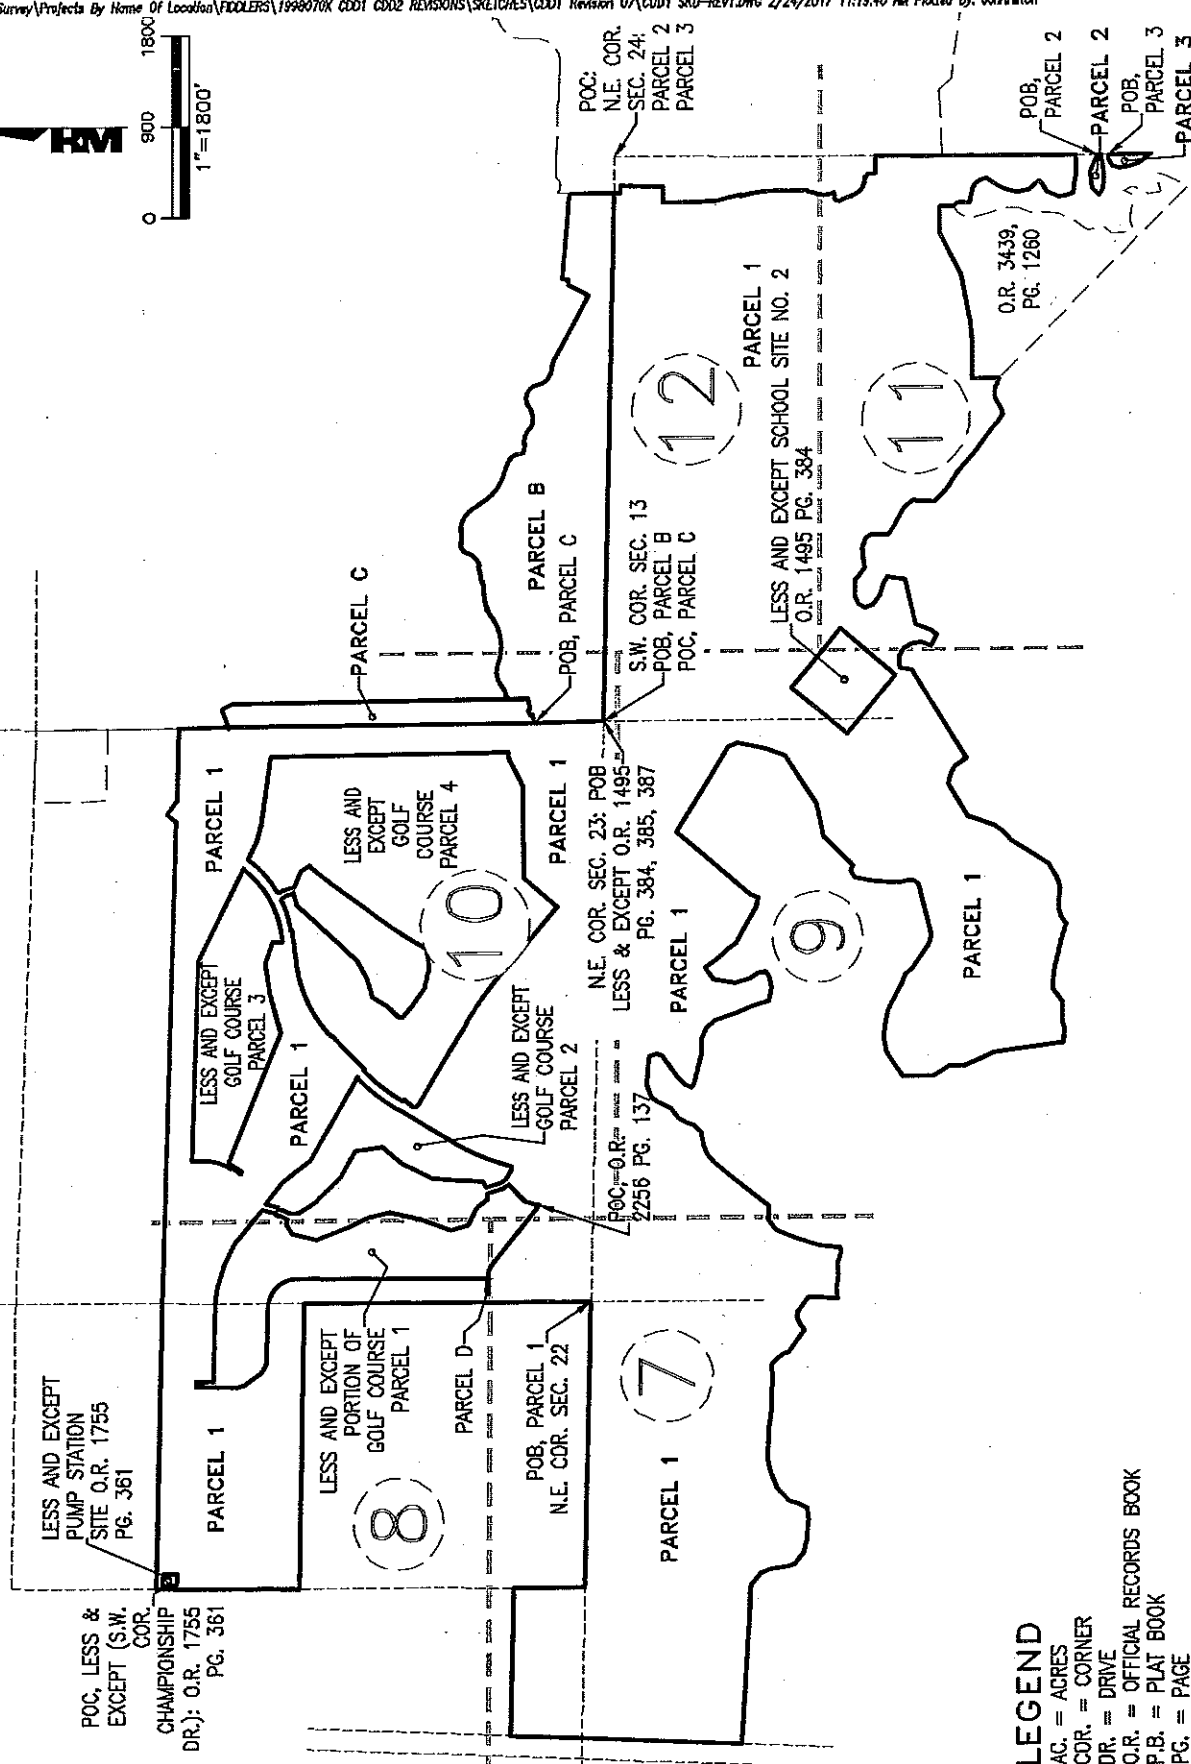 Survey\Projects By Name Of Location\FIDDLERS\1998070X CDD1 CDD2 REVISIONS\SKETCHES\CDD1 Revision 07\CDD1 SKD-REV1.DWG 2/24/2017 11:19:40 AM Plotted By:
HM
0 900 1800
1"=1800'
POC, LESS &
EXCEPT (S.W.
COR.
CHAMPIONSHIP
DR.): O.R. 1755
PG. 361
LESS AND EXCEPT
PUMP STATION
SITE O.R. 1755
PG. 361
PARCEL 1
LESS AND EXCEPT
PORTION OF
GOLF COURSE
PARCEL 1
8
PARCEL D
POB, PARCEL 1
N.E. COR. SEC. 22
7
PARCEL 1
LESS AND EXCEPT
GOLF COURSE
PARCEL 3
PARCEL 1
PARCEL 1
LESS AND
EXCEPT
GOLF
COURSE
PARCEL 4
10
LESS AND EXCEPT
GOLF COURSE
PARCEL 2
PARCEL 1
POC, O.R.
2256 PG. 137
N.E. COR. SEC. 23: POB
LESS & EXCEPT O.R. 1495
PG. 384, 385, 387
PARCEL 1
9
PARCEL 1
PARCEL C
PARCEL B
POB, PARCEL C
S.W. COR. SEC. 13
POB, PARCEL B
POC, PARCEL C
12
PARCEL 1
LESS AND EXCEPT SCHOOL SITE NO. 2
O.R. 1495 PG. 384
11
POC:
N.E. COR.
SEC. 24:
PARCEL 2
PARCEL 3
O.R. 3439,
PG. 1260
POB,
PARCEL 2
PARCEL 2
POB,
PARCEL 3
PARCEL 3
LEGEND
AC. = ACRES
COR. = CORNER
DR = DRIVE
O.R. = OFFICIAL RECORDS BOOK
P.B. = PLAT BOOK
PG. = PAGE